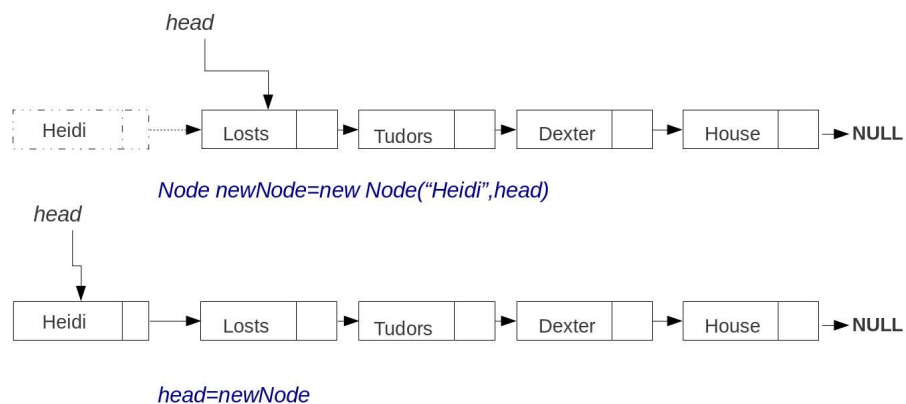 head
Heidi Losts Tudors Dexter House NULL
Node newNode=new Node(“Heidi”,head)
head
Heidi Losts Tudors Dexter House NULL
head=newNode